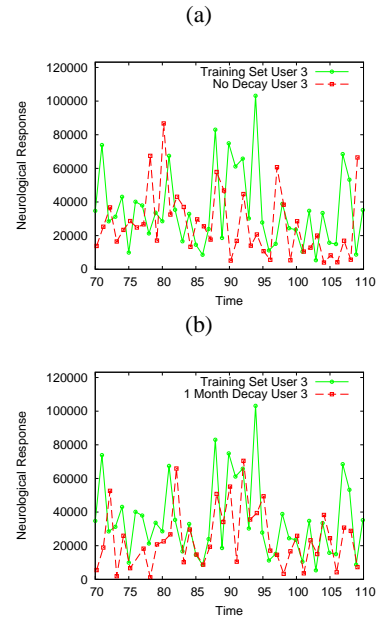 (a)
Training Set User 3
No Decay User 3
120000
100000
80000
60000
40000
20000
0
Neurological Response
70 75 80 85 90 95 100 105 110
Time
(b)
Training Set User 3
1 Month Decay User 3
120000
100000
80000
60000
40000
20000
0
Neurological Response
70 75 80 85 90 95 100 105 110
Time